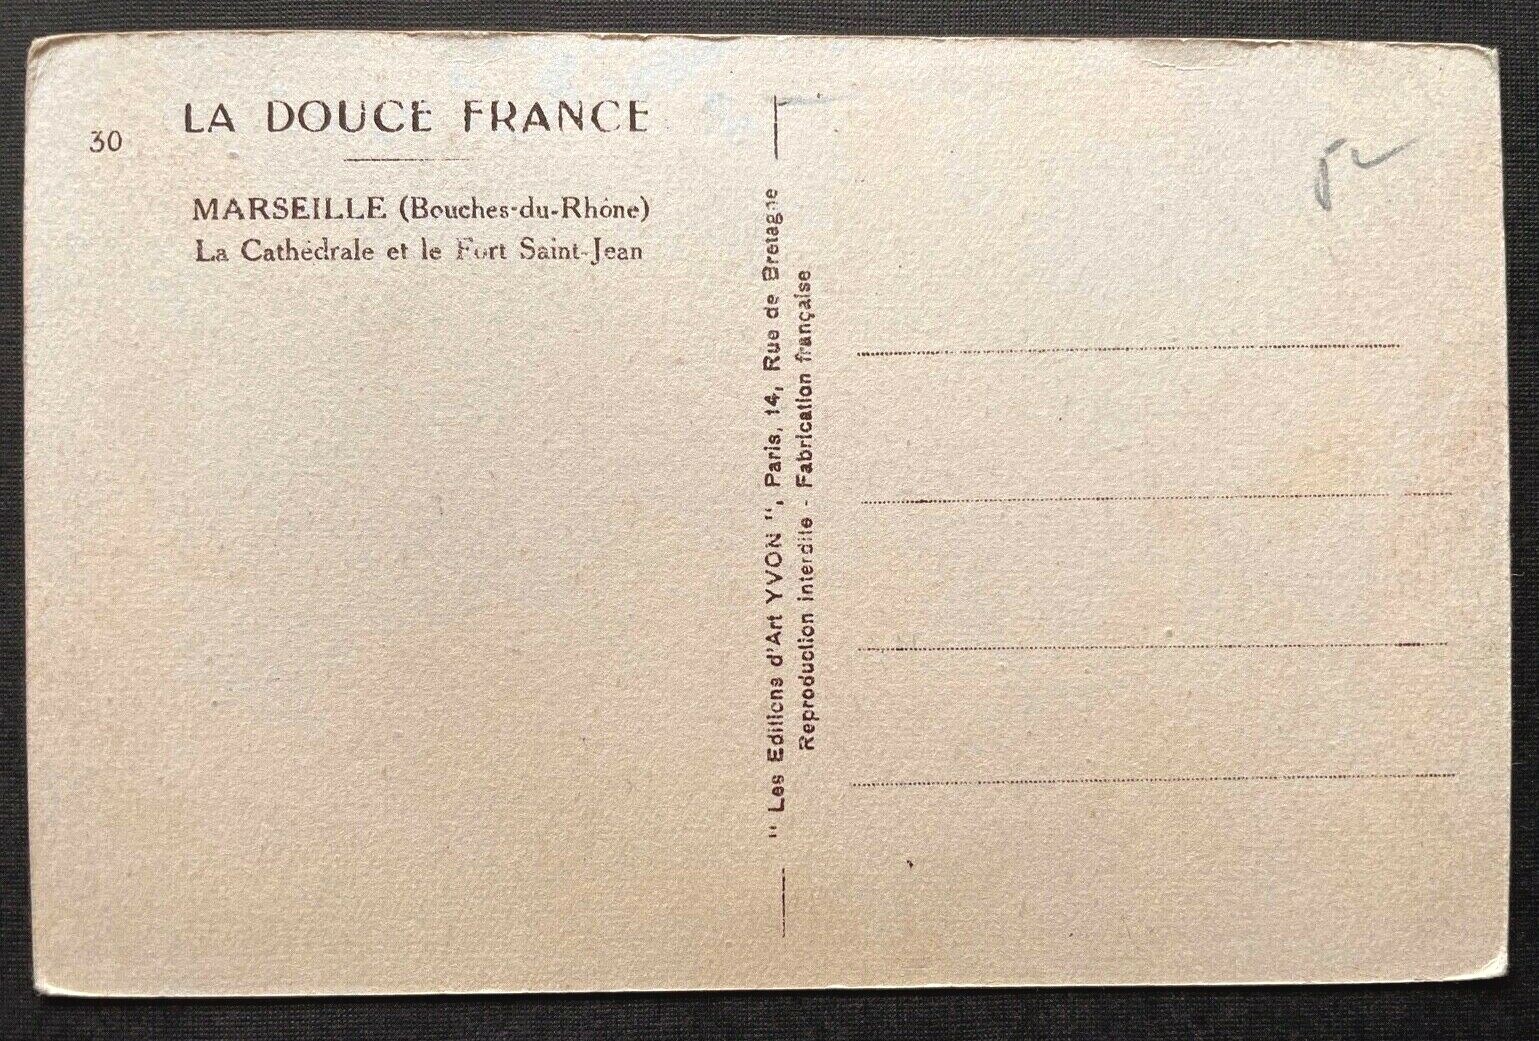 LA DOUCE FRANCE
30
MARSEILLE (Bouches-du-Rhône)
La Cathédrale et le Fort Saint-Jean
" Les Editions d'Art YVON ", Paris, 14, Rue de Bretagne
Reproduction interdite - Fabrication française